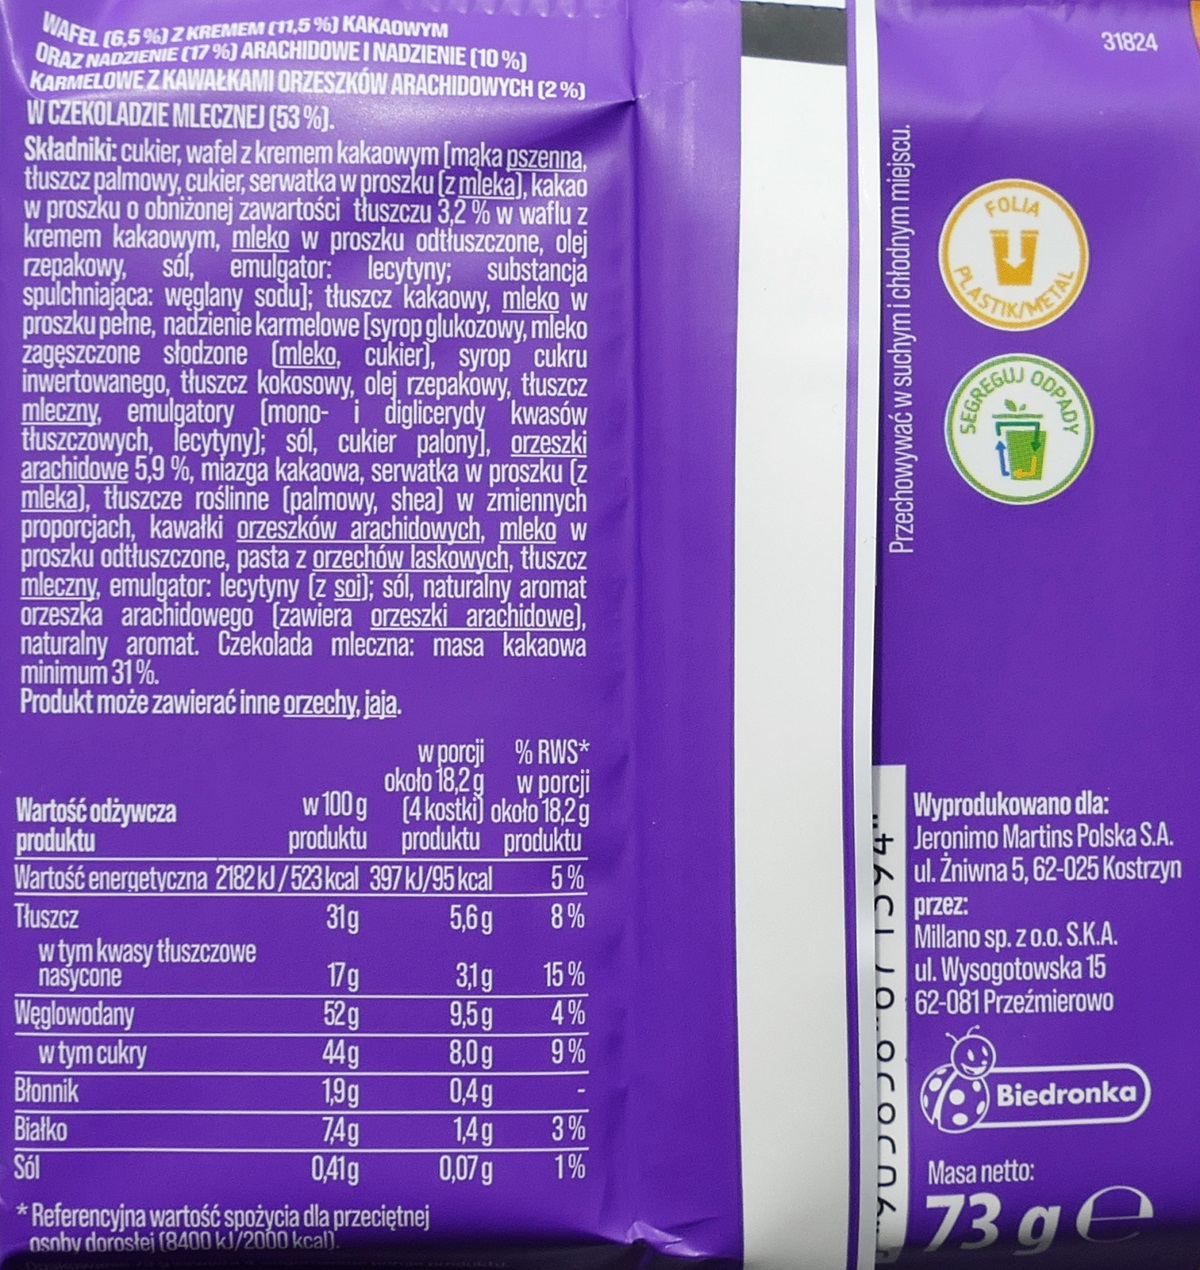 WAFEL (6,5 %) Z KREMEM (11,5 %) KAKAOWYM
ORAZ NADZIENIE (17 %) ARACHIDOWE I NADZIENIE (10 %)
KARMELOWE Z KAWAŁKAMI ORZESZKÓW ARACHIDOWYCH (2 %)
W CZEKOLADZIE MLECZNEJ (53 %).
Składniki: cukier, wafel z kremem kakaowym [mąka pszenna,
tłuszcz palmowy, cukier, serwatka w proszku (z mleka), kakao
w proszku o obniżonej zawartości tłuszczu 3,2 % w waflu z
kremem kakaowym, mleko w proszku odtłuszczone, olej
rzepakowy, sól, emulgator: lecytyny; substancja
spulchniająca: węglany sodu]; tłuszcz kakaowy, mleko w
proszku pełne, nadzienie karmelowe [syrop glukozowy, mleko
zagęszczone słodzone (mleko, cukier), syrop cukru
inwertowanego, tłuszcz kokosowy, olej rzepakowy, tłuszcz
mleczny, emulgatory (mono- i diglicerydy kwasów
tłuszczowych, lecytyny); sól, cukier palony], orzeszki
arachidowe 5,9 %, miazga kakaowa, serwatka w proszku (z
mleka), tłuszcze roślinne (palmowy, shea) w zmiennych
proporcjach, kawałki orzeszków arachidowych, mleko w
proszku odtłuszczone, pasta z orzechów laskowych, tłuszcz
mleczny, emulgator: lecytyny (z soi); sól, naturalny aromat
orzeszka arachidowego (zawiera orzeszki arachidowe),
naturalny aromat. Czekolada mleczna: masa kakaowa
minimum 31 %.
Produkt może zawierać inne orzechy, jaja.
Wartość odżywcza produktu w 100 g produktu w porcji około 18,2 g (4 kostki) produktu % RWS* w porcji około 18,2 g produktu
Wartość energetyczna 2182 kJ / 523 kcal 397 kJ/95 kcal 5 %
Tłuszcz 31 g 5,6 g 8 %
w tym kwasy tłuszczowe
nasycone 17 g 3,1 g 15 %
Węglowodany 52 g 9,5 g 4 %
w tym cukry 44 g 8,0 g 9 %
Błonnik 1,9 g 0,4 g -
Białko 7,4 g 1,4 g 3 %
Sól 0,41 g 0,07 g 1 %
* Referencyjna wartość spożycia dla przeciętnej
osoby dorosłej (8400 kJ/2000 kcal).
31824
Przechowywać w suchym i chłodnym miejscu.
FOLIA
PLASTIK/METAL
SEGREGUJ ODPADY
Wyprodukowano dla:
Jeronimo Martins Polska S.A.
ul. Żniwna 5, 62-025 Kostrzyn
przez:
Millano sp. z o.o. S.K.A.
ul. Wysogotowska 15
62-081 Przeźmierowo
Biedronka
Masa netto:
73 g e